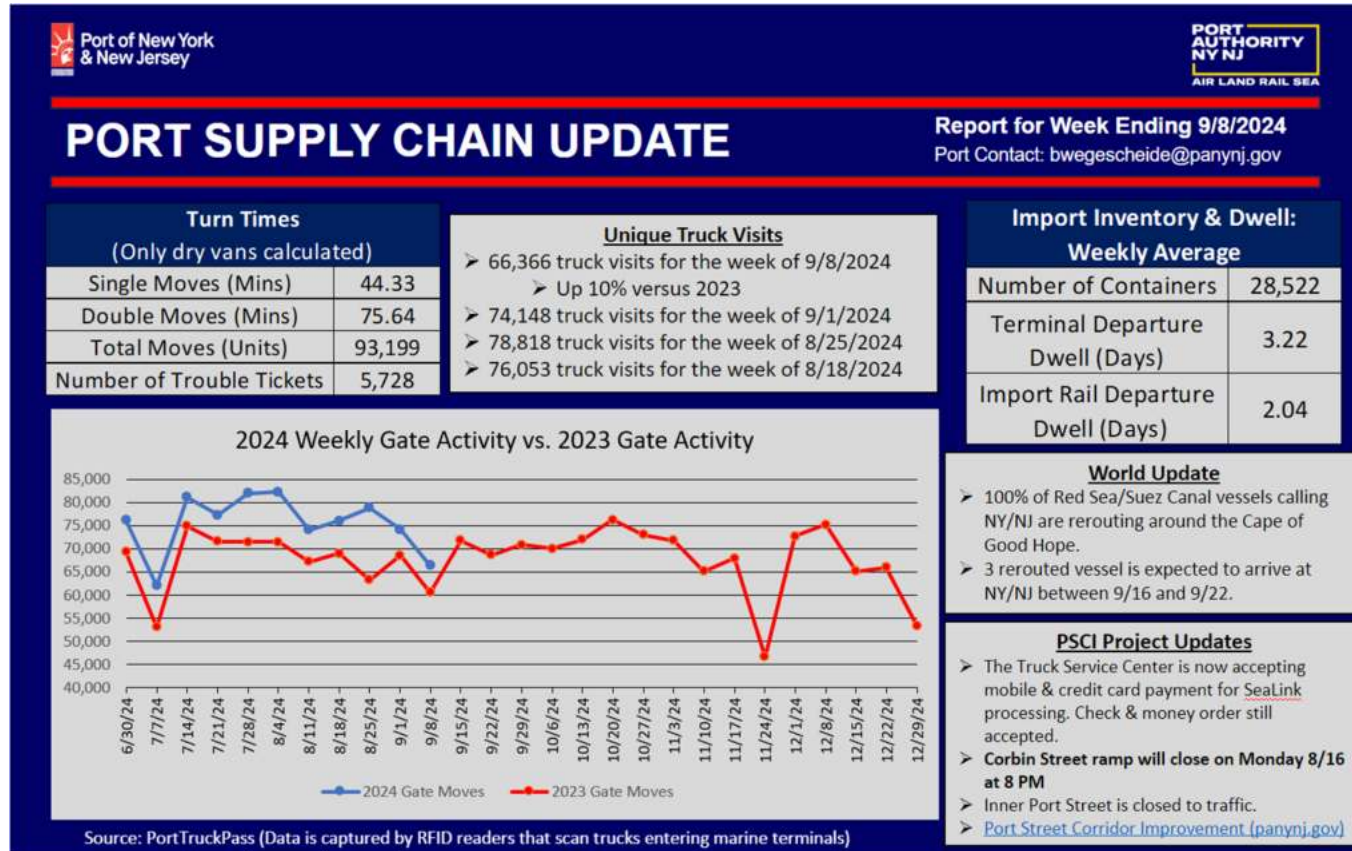 Port of New York
& New Jersey
PORT
AUTHORITY
NY NJ
AIR LAND RAIL SEA
PORT SUPPLY CHAIN UPDATE
Report for Week Ending 9/8/2024
Port Contact: bwegescheide@panynj.gov
Turn Times
(Only dry vans calculated)
Single Moves (Mins) 44.33
Double Moves (Mins) 75.64
Total Moves (Units) 93,199
Number of Trouble Tickets 5,728
Unique Truck Visits
➢ 66,366 truck visits for the week of 9/8/2024
➢ Up 10% versus 2023
➢ 74,148 truck visits for the week of 9/1/2024
➢ 78,818 truck visits for the week of 8/25/2024
➢ 76,053 truck visits for the week of 8/18/2024
Import Inventory & Dwell:
Weekly Average
Number of Containers 28,522
Terminal Departure
Dwell (Days) 3.22
Import Rail Departure
Dwell (Days) 2.04
2024 Weekly Gate Activity vs. 2023 Gate Activity
85,000
80,000
75,000
70,000
65,000
60,000
55,000
50,000
45,000
40,000
6/30/24
7/7/24
7/14/24
7/21/24
7/28/24
8/4/24
8/11/24
8/18/24
8/25/24
9/1/24
9/8/24
9/15/24
9/22/24
9/29/24
10/6/24
10/13/24
10/20/24
10/27/24
11/3/24
11/10/24
11/17/24
11/24/24
12/1/24
12/8/24
12/15/24
12/22/24
12/29/24
2024 Gate Moves 2023 Gate Moves
Source: PortTruckPass (Data is captured by RFID readers that scan trucks entering marine terminals)
World Update
➢ 100% of Red Sea/Suez Canal vessels calling
NY/NJ are rerouting around the Cape of
Good Hope.
➢ 3 rerouted vessel is expected to arrive at
NY/NJ between 9/16 and 9/22.
PSCI Project Updates
➢ The Truck Service Center is now accepting
mobile & credit card payment for SeaLink
processing. Check & money order still
accepted.
➢ Corbin Street ramp will close on Monday 8/16
at 8 PM
➢ Inner Port Street is closed to traffic.
➢ Port Street Corridor Improvement (panynj.gov)